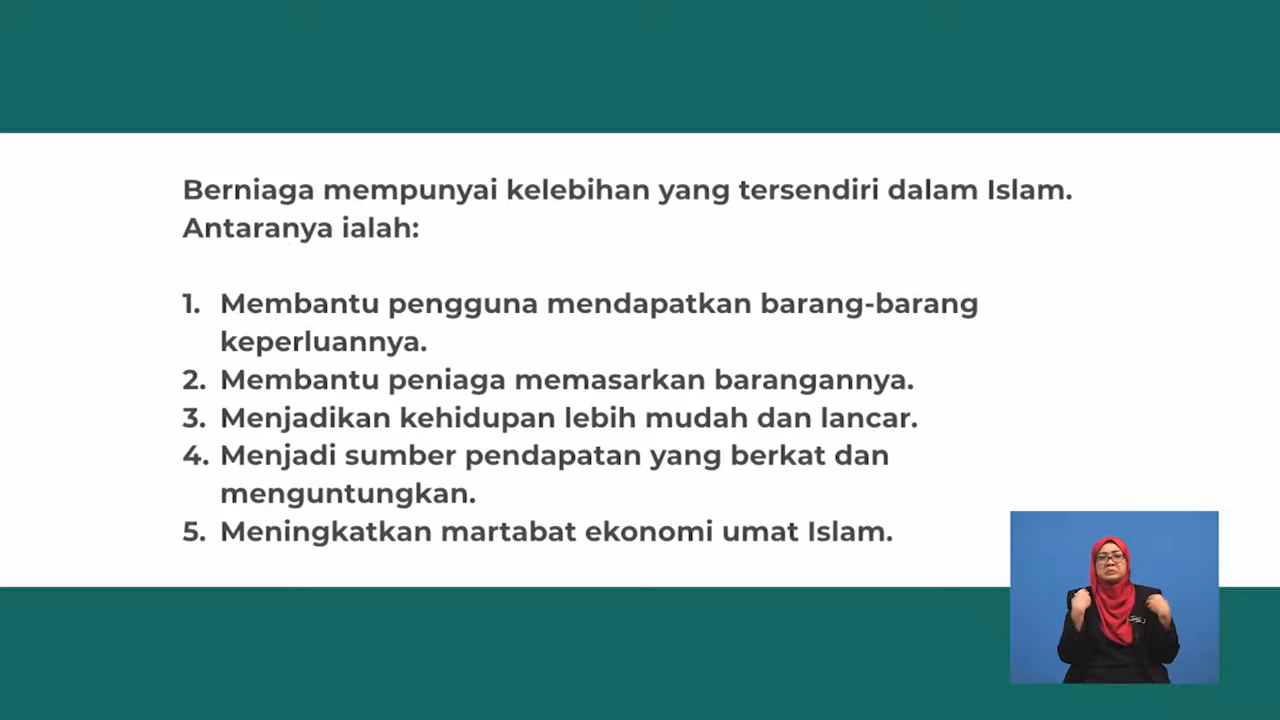 Berniaga mempunyai kelebihan yang tersendiri dalam Islam.
Antaranya ialah:
1. Membantu pengguna mendapatkan barang-barang
keperluannya.
2. Membantu peniaga memasarkan barangannya.
3. Menjadikan kehidupan lebih mudah dan lancar.
4. Menjadi sumber pendapatan yang berkat dan
menguntungkan.
5. Meningkatkan martabat ekonomi umat Islam.